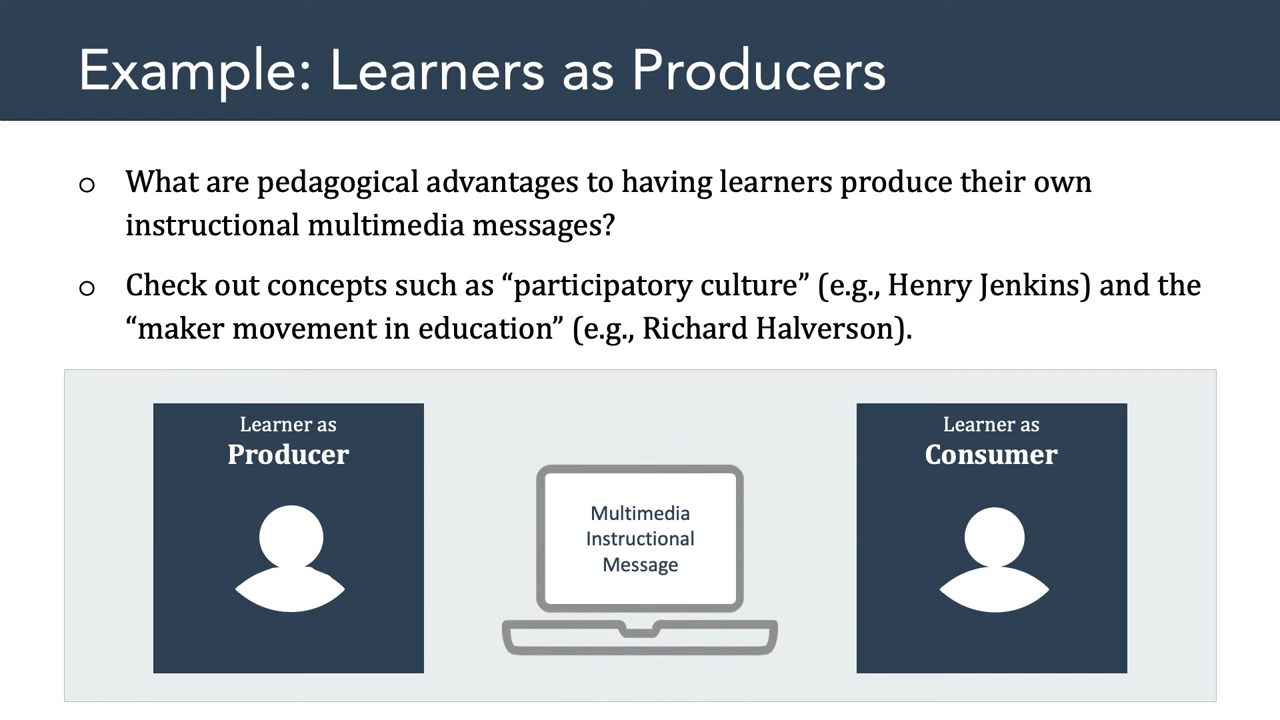 Example: Learners as Producers
What are pedagogical advantages to having learners produce their own
instructional multimedia messages?
Check out concepts such as “participatory culture” (e.g., Henry Jenkins) and the
“maker movement in education” (e.g., Richard Halverson).
Learner as
Producer
Multimedia
Instructional
Message
Learner as
Consumer